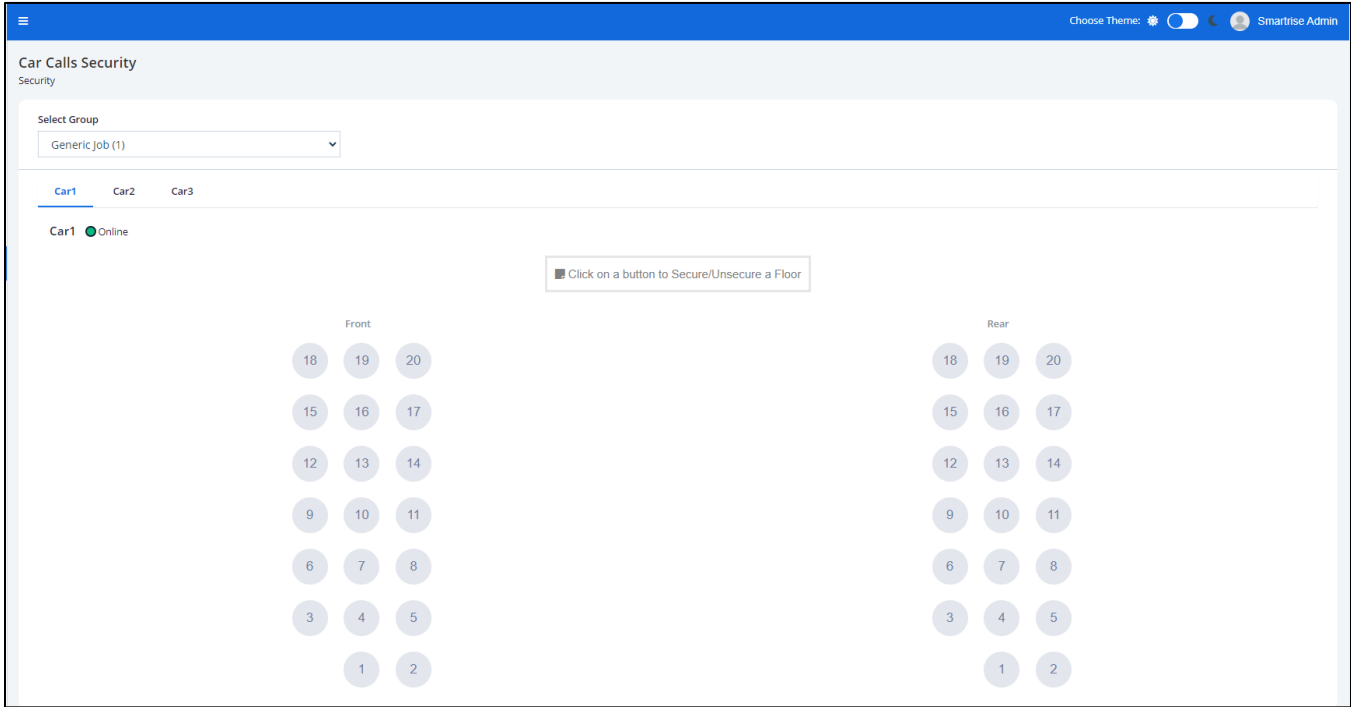 Choose Theme: Smartrise Admin
Car Calls Security
Security
Select Group
Generic Job (1)
Car1 Car2 Car3
Car1 Online
Click on a button to Secure/Unsecure a Floor
Front Rear
18 19 20 18 19 20
15 16 17 15 16 17
12 13 14 12 13 14
9 10 11 9 10 11
6 7 8 6 7 8
3 4 5 3 4 5
1 2 1 2